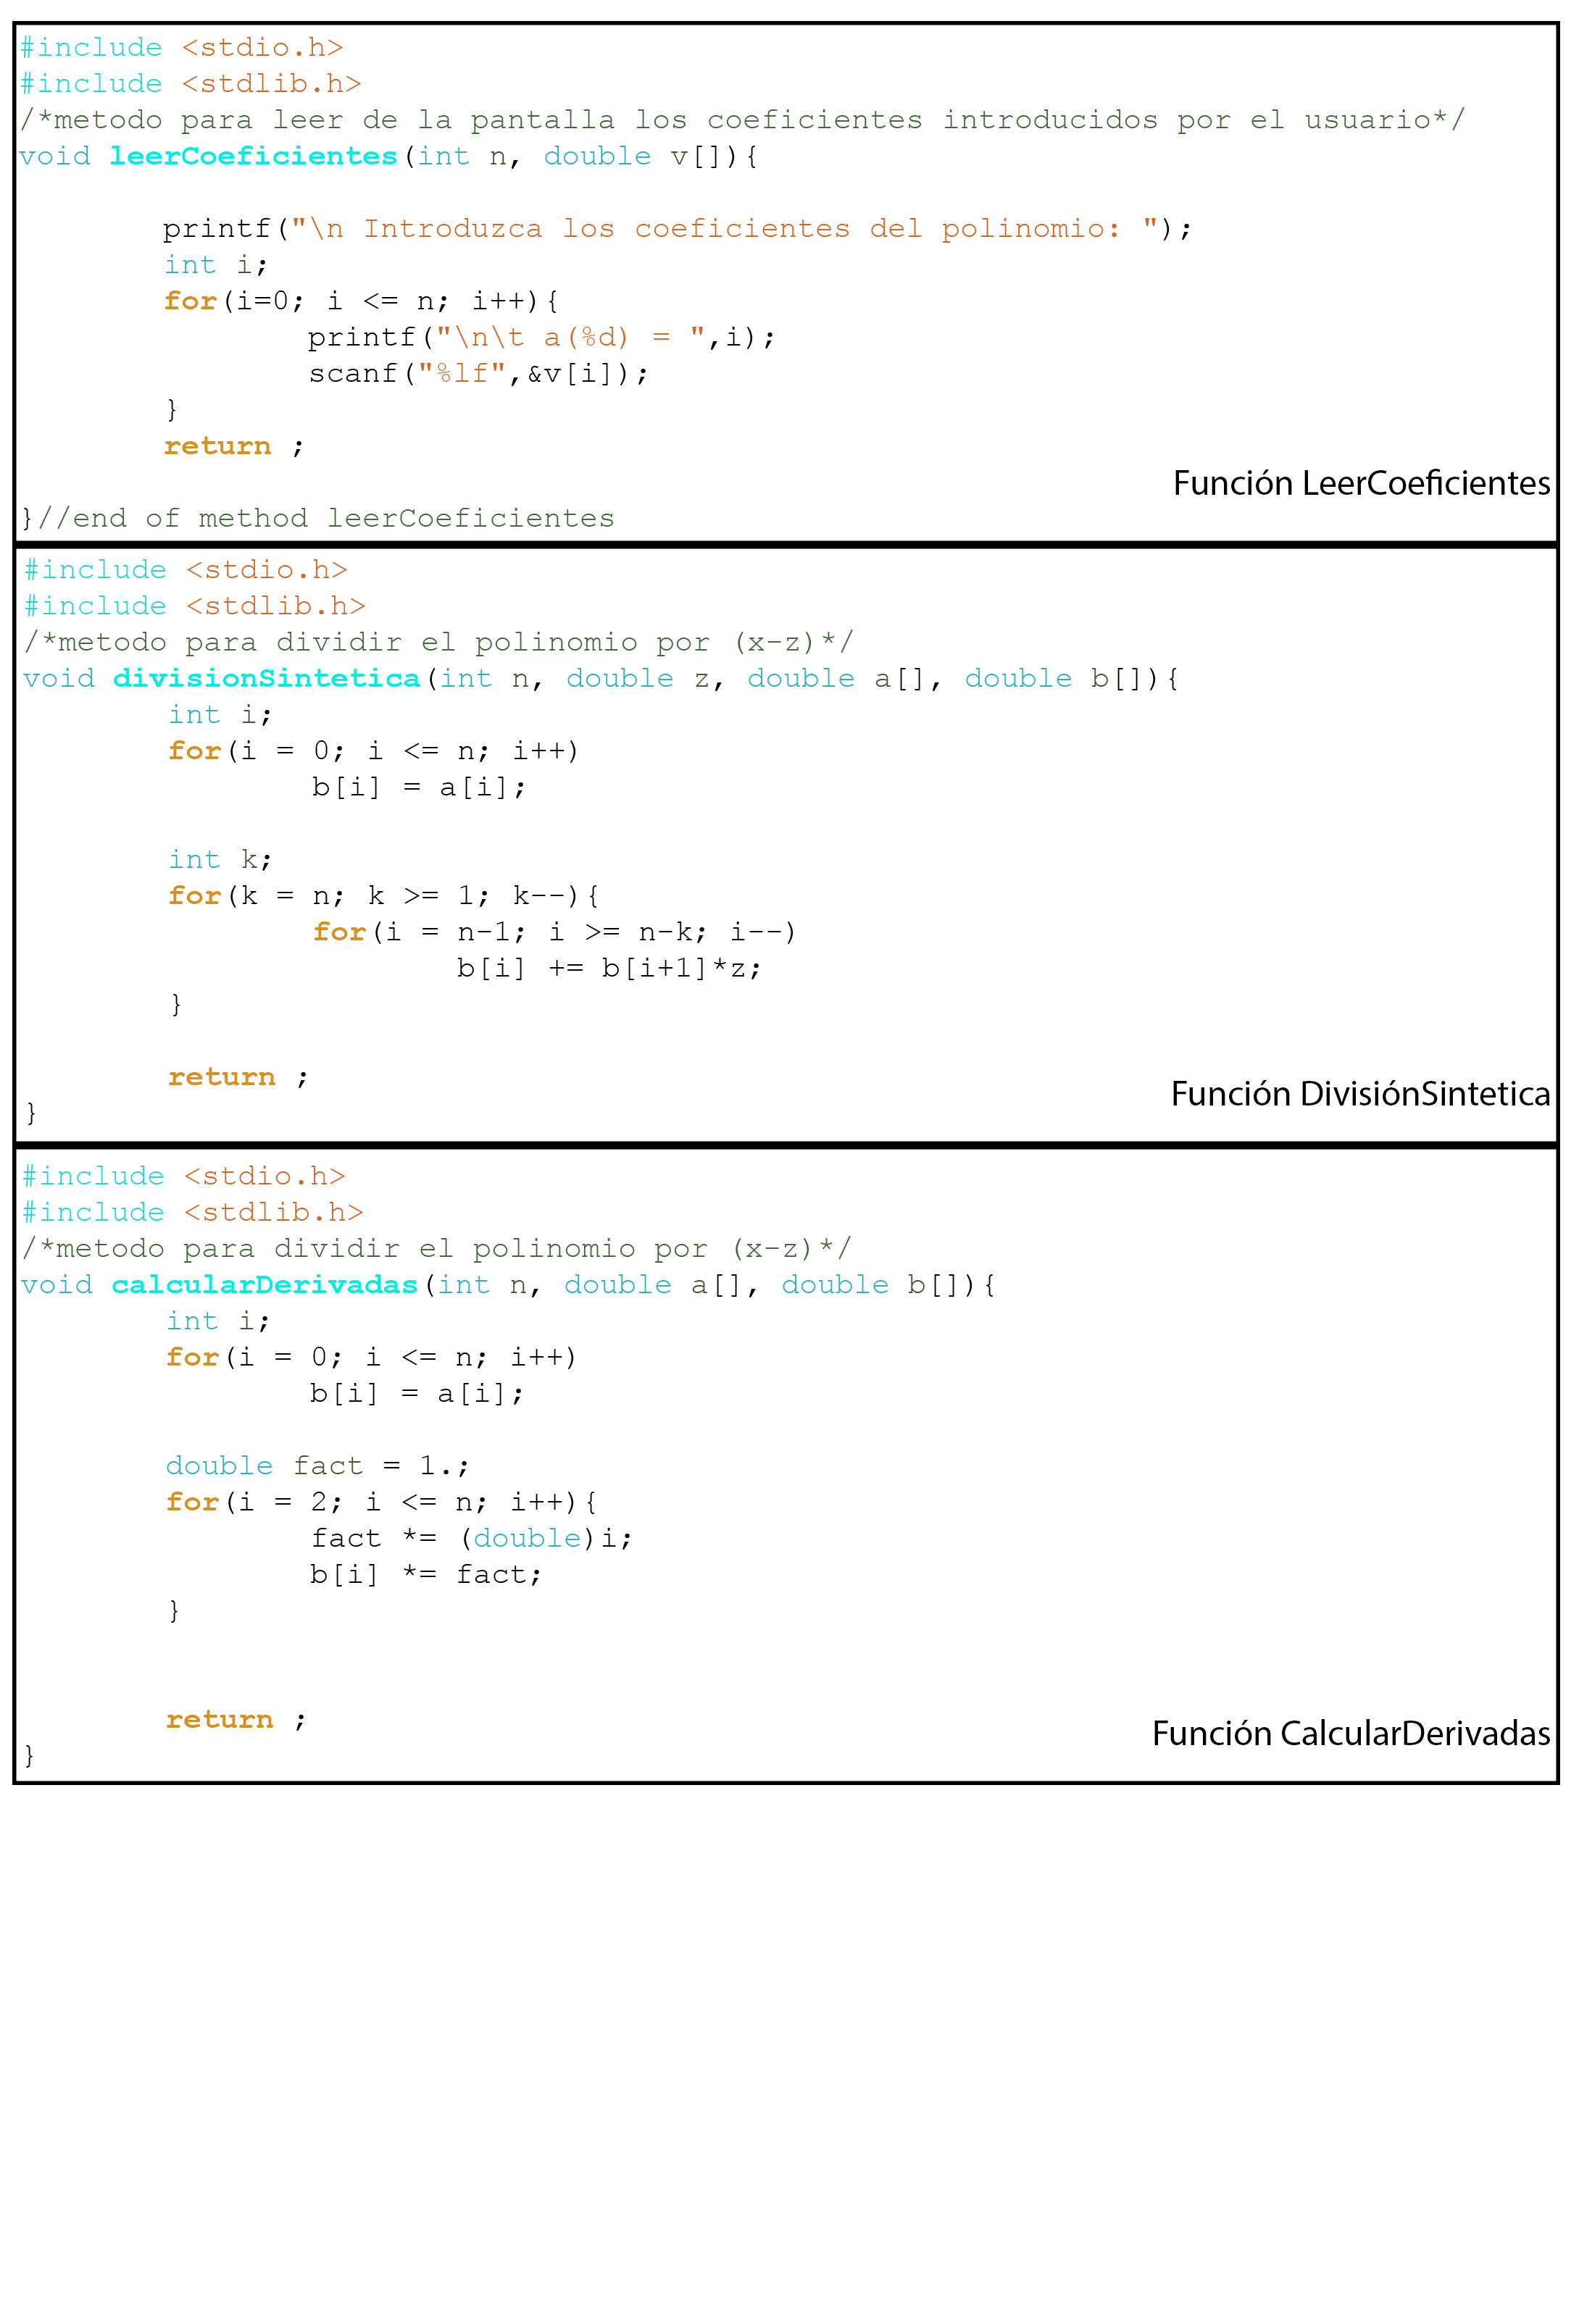 #include <stdio.h>
#include <stdlib.h>
/*metodo para leer de la pantalla los coeficientes introducidos por el usuario*/
void leerCoeficientes(int n, double v[]){
printf("\n Introduzca los coeficientes del polinomio: ");
int i;
for(i=0; i <= n; i++){
printf("\n\t a(%d) = ",i);
scanf("%lf",&v[i]);
}
return ;
Función LeerCoeficientes
}//end of method leerCoeficientes
#include <stdio.h>
#include <stdlib.h>
/*metodo para dividir el polinomio por (x-z)*/
void divisionSintetica(int n, double z, double a[], double b[]){
int i;
for(i = 0; i <= n; i++)
b[i] = a[i];
int k;
for(k = n; k >= 1; k--){
for(i = n-1; i >= n-k; i--)
b[i] += b[i+1]*z;
}
return ;
Función DivisiónSintetica
}
#include <stdio.h>
#include <stdlib.h>
/*metodo para dividir el polinomio por (x-z)*/
void calcularDerivadas(int n, double a[], double b[]){
int i;
for(i = 0; i <= n; i++)
b[i] = a[i];
double fact = 1.;
for(i = 2; i <= n; i++){
fact *= (double)i;
b[i] *= fact;
}
return ;
Función CalcularDerivadas
}